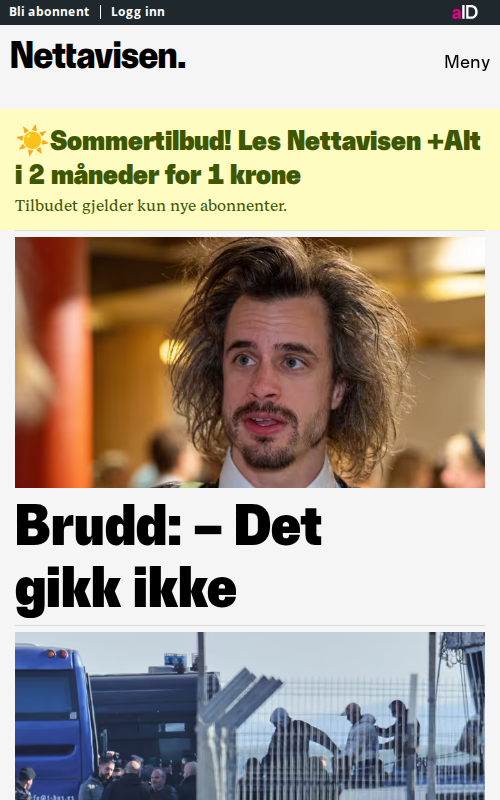 Bli abonnent
Logg inn
aID
Nettavisen.
Meny
Sommertilbud! Les Nettavisen +Alt
i 2 måneder for 1 krone
Tilbudet gjelder kun nye abonnenter.
Brudd: – Det
gikk ikke